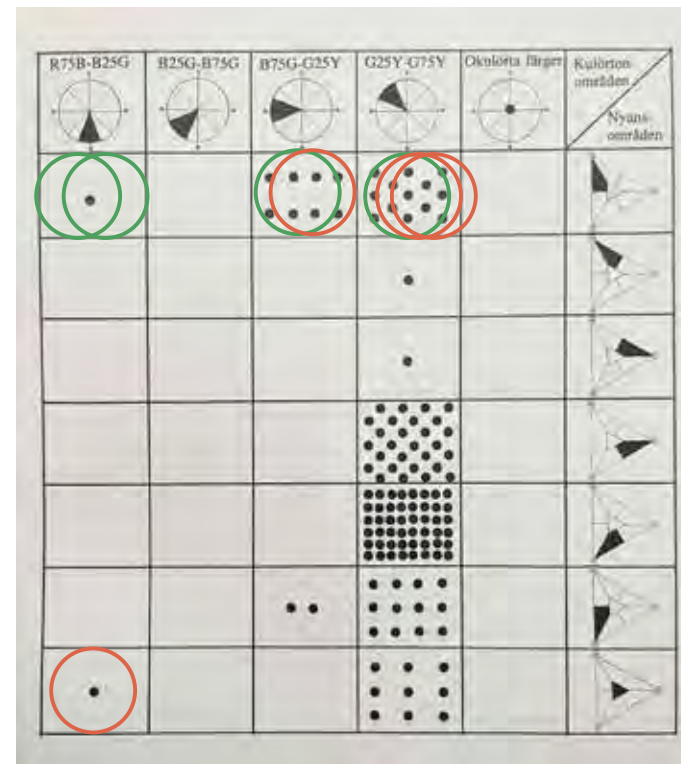 R75B-B25G
B25G-B75G
B75G-G25Y
G25Y-G75Y
Okulörta färger
Kulörton-
områden
Nyans-
områden